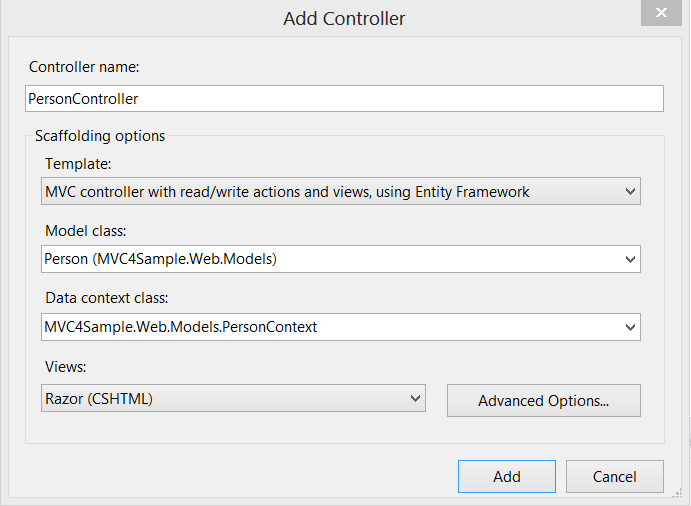 Add Controller
Controller name:
PersonController
Scaffolding options
Template:
MVC controller with read/write actions and views, using Entity Framework
Model class:
Person (MVC4Sample.Web.Models)
Data context class:
MVC4Sample.Web.Models.PersonContext
Views:
Razor (CSHTML)
Advanced Options...
Add
Cancel